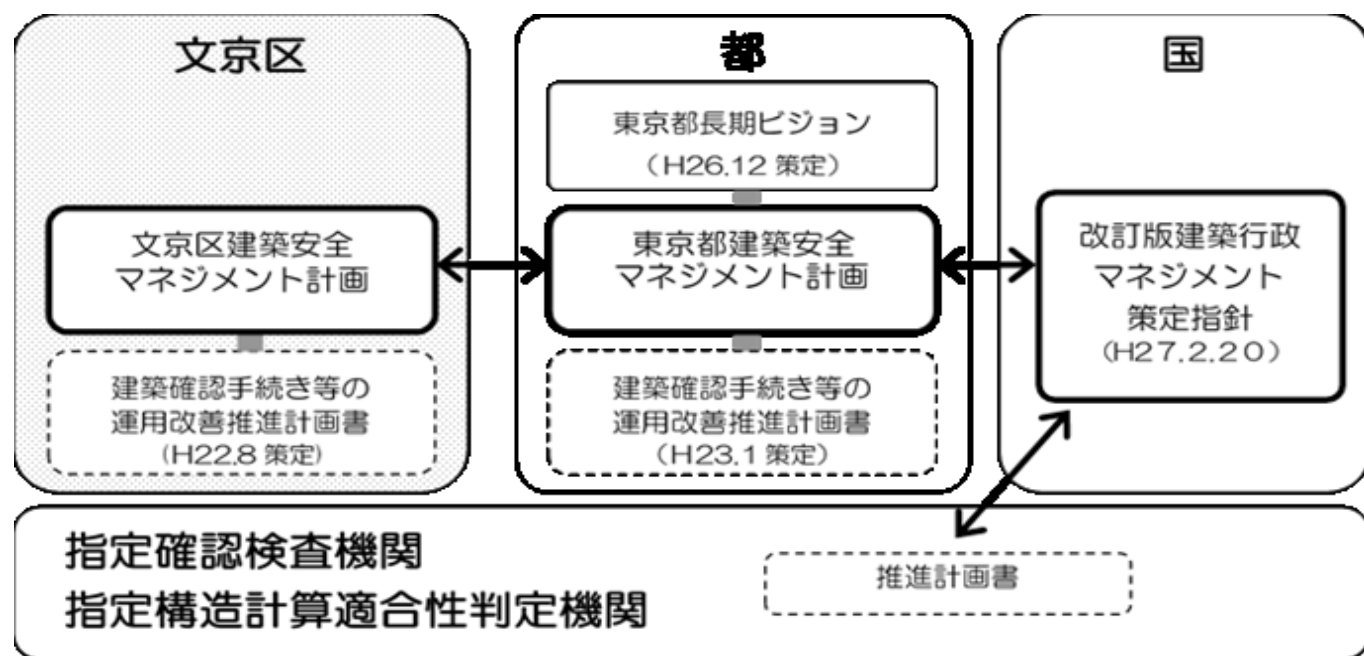 文京区
文京区建築安全
マネジメント計画
建築確認手続き等の
運用改善推進計画書
(H22.8 策定)
都
東京都長期ビジョン
（H26.12 策定）
東京都建築安全
マネジメント計画
建築確認手続き等の
運用改善推進計画書
（H23.1 策定）
国
改訂版建築行政
マネジメント
策定指針
(H27.2.20）
指定確認検査機関
指定構造計算適合性判定機関
推進計画書